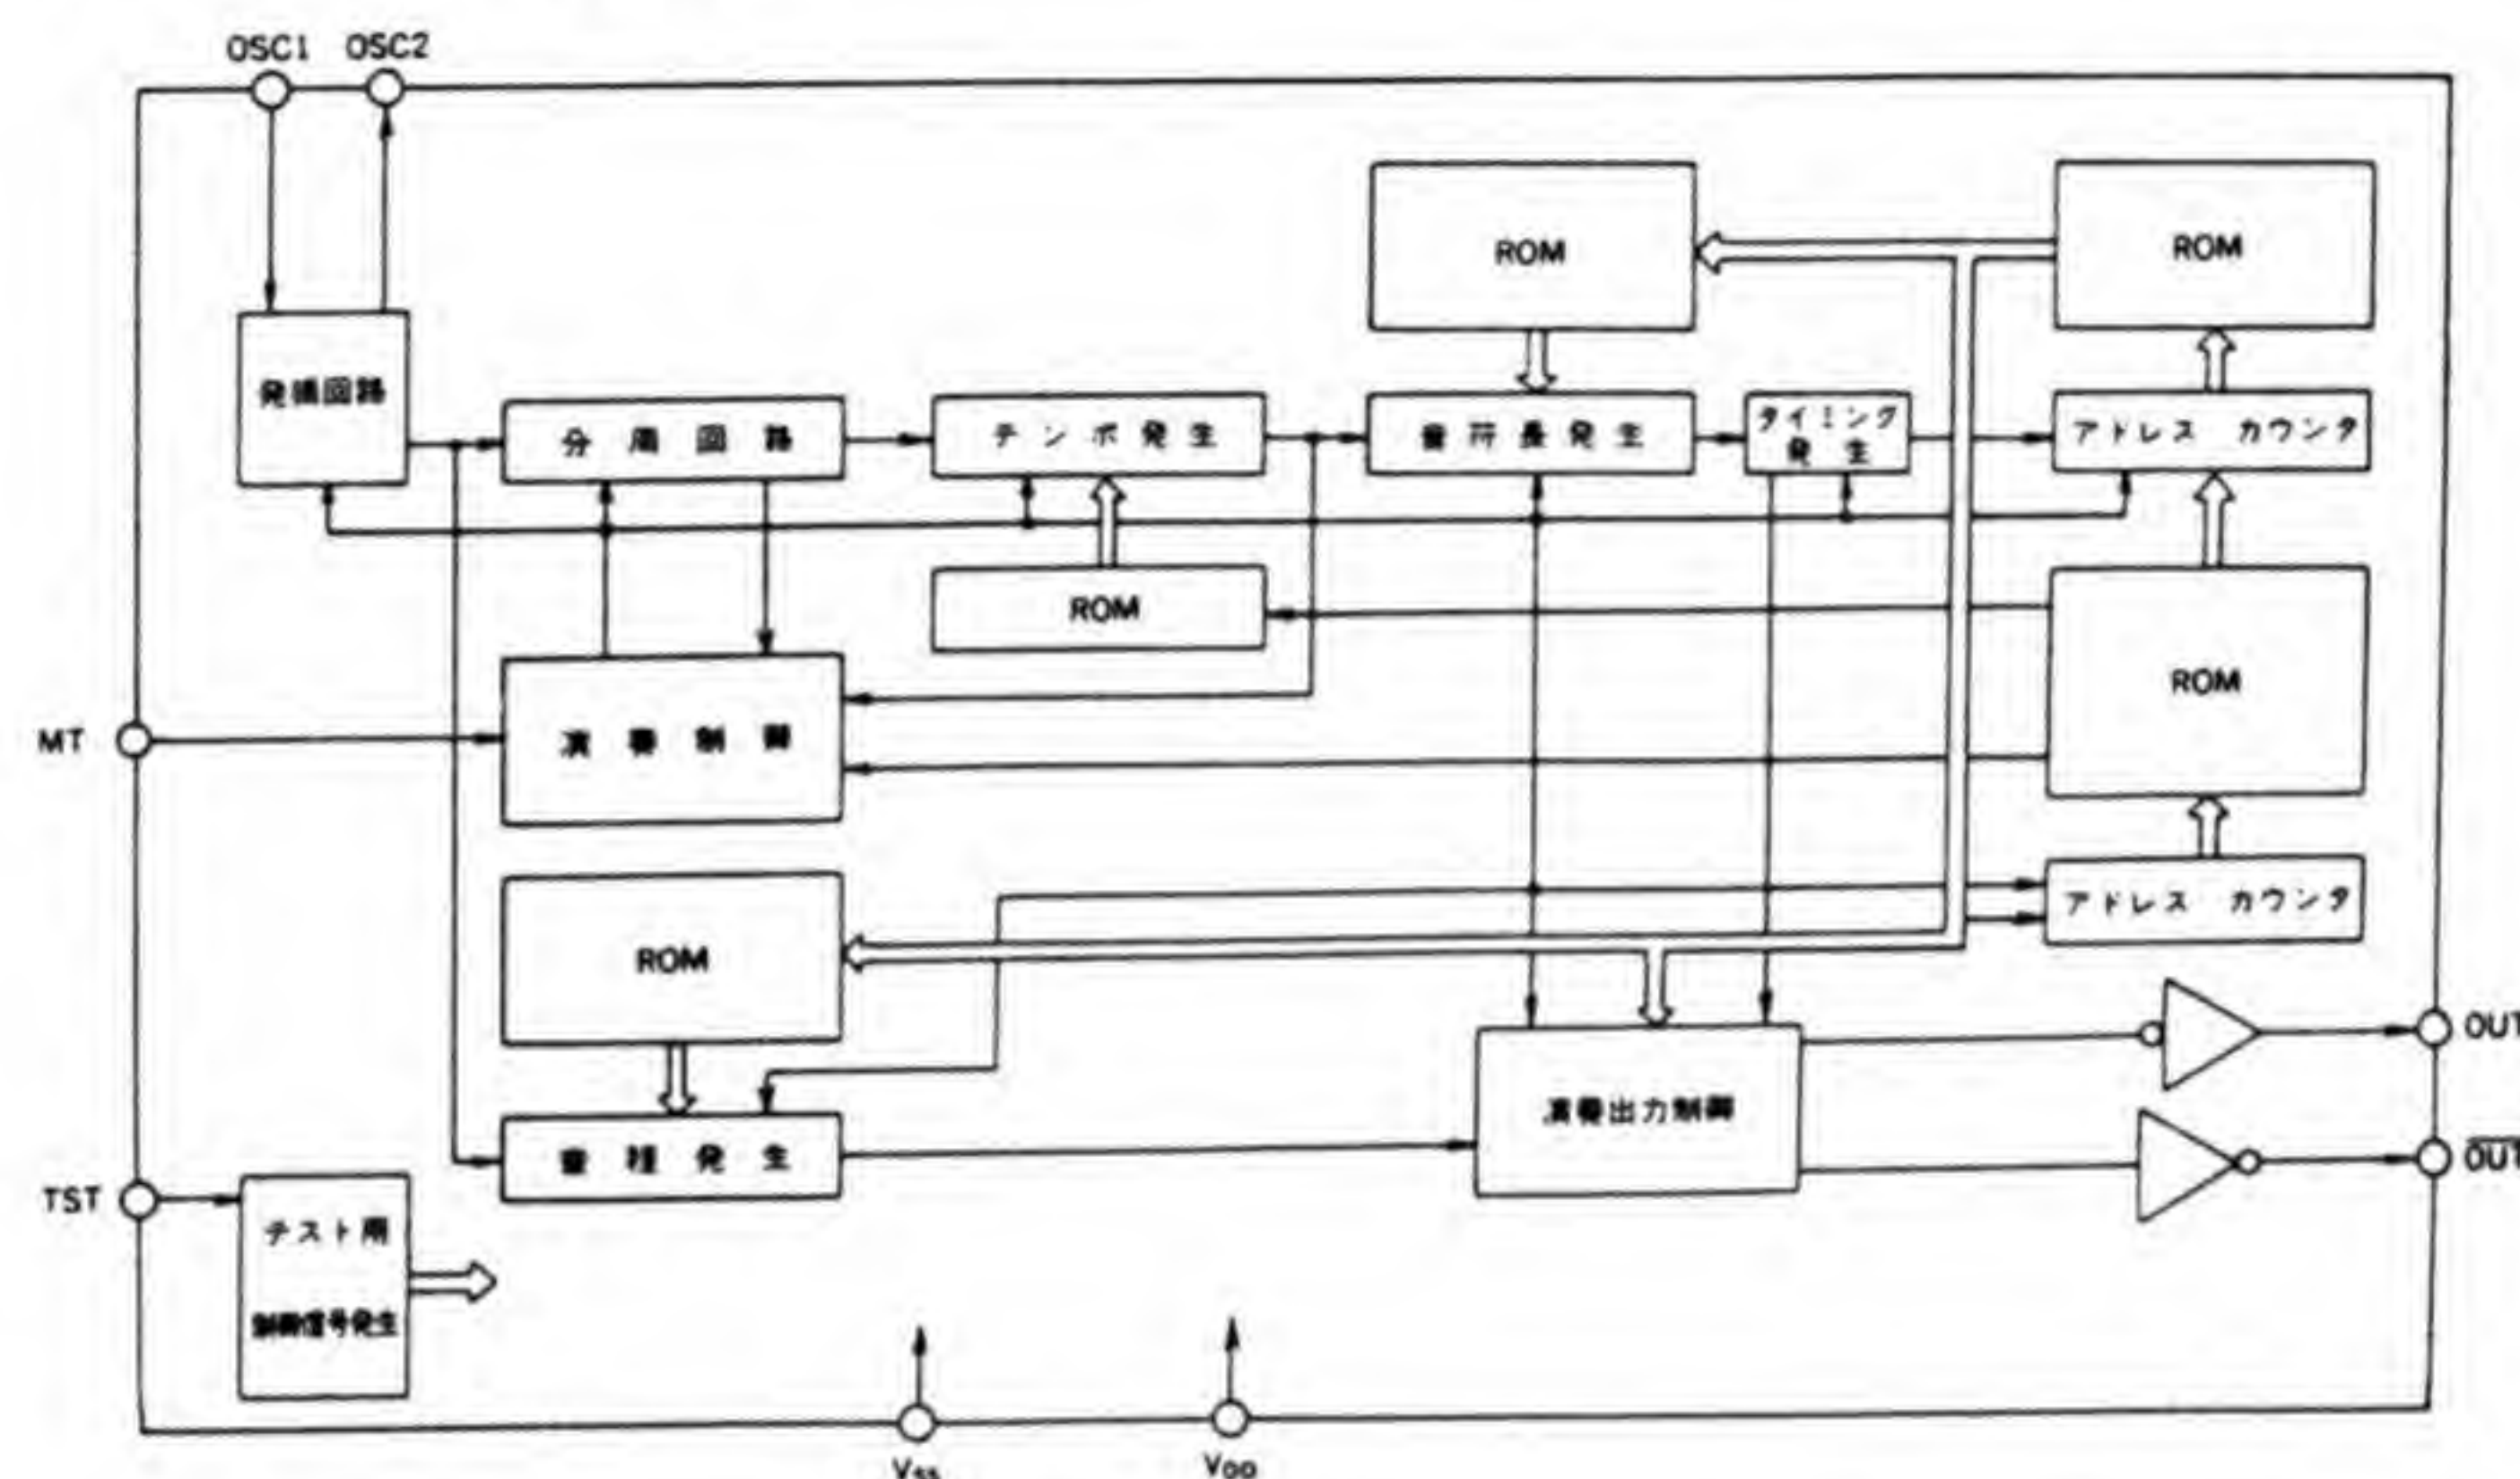 OSC1 OSC2
ROM
ROM
発振回路
分周回路
テンポ発生
音符長発生
タイミング
発生
アドレス カウンタ
ROM
ROM
MT
演奏制御
アドレス カウンタ
ROM
OUT
演奏出力制御
音程発生
TST
テスト用
制御信号発生
VSS
VDD